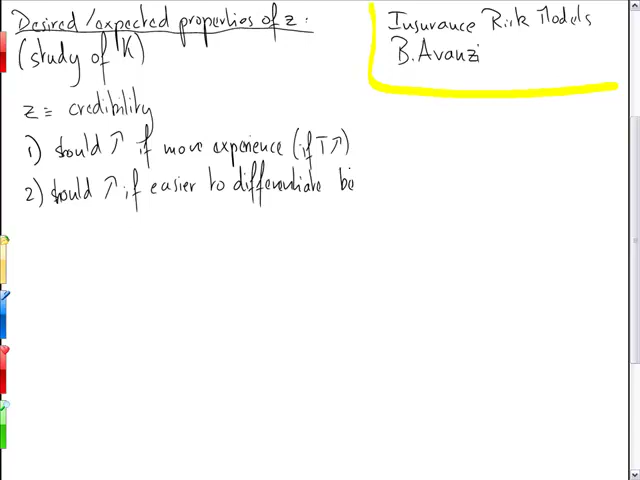 Desired/expected properties of z:
(study of K)
z ≡ credibility
1) should ↗ if more experience (if T↗)
2) should ↗ if easier to differentiate be
Insurance Risk Models
B. Avanzi